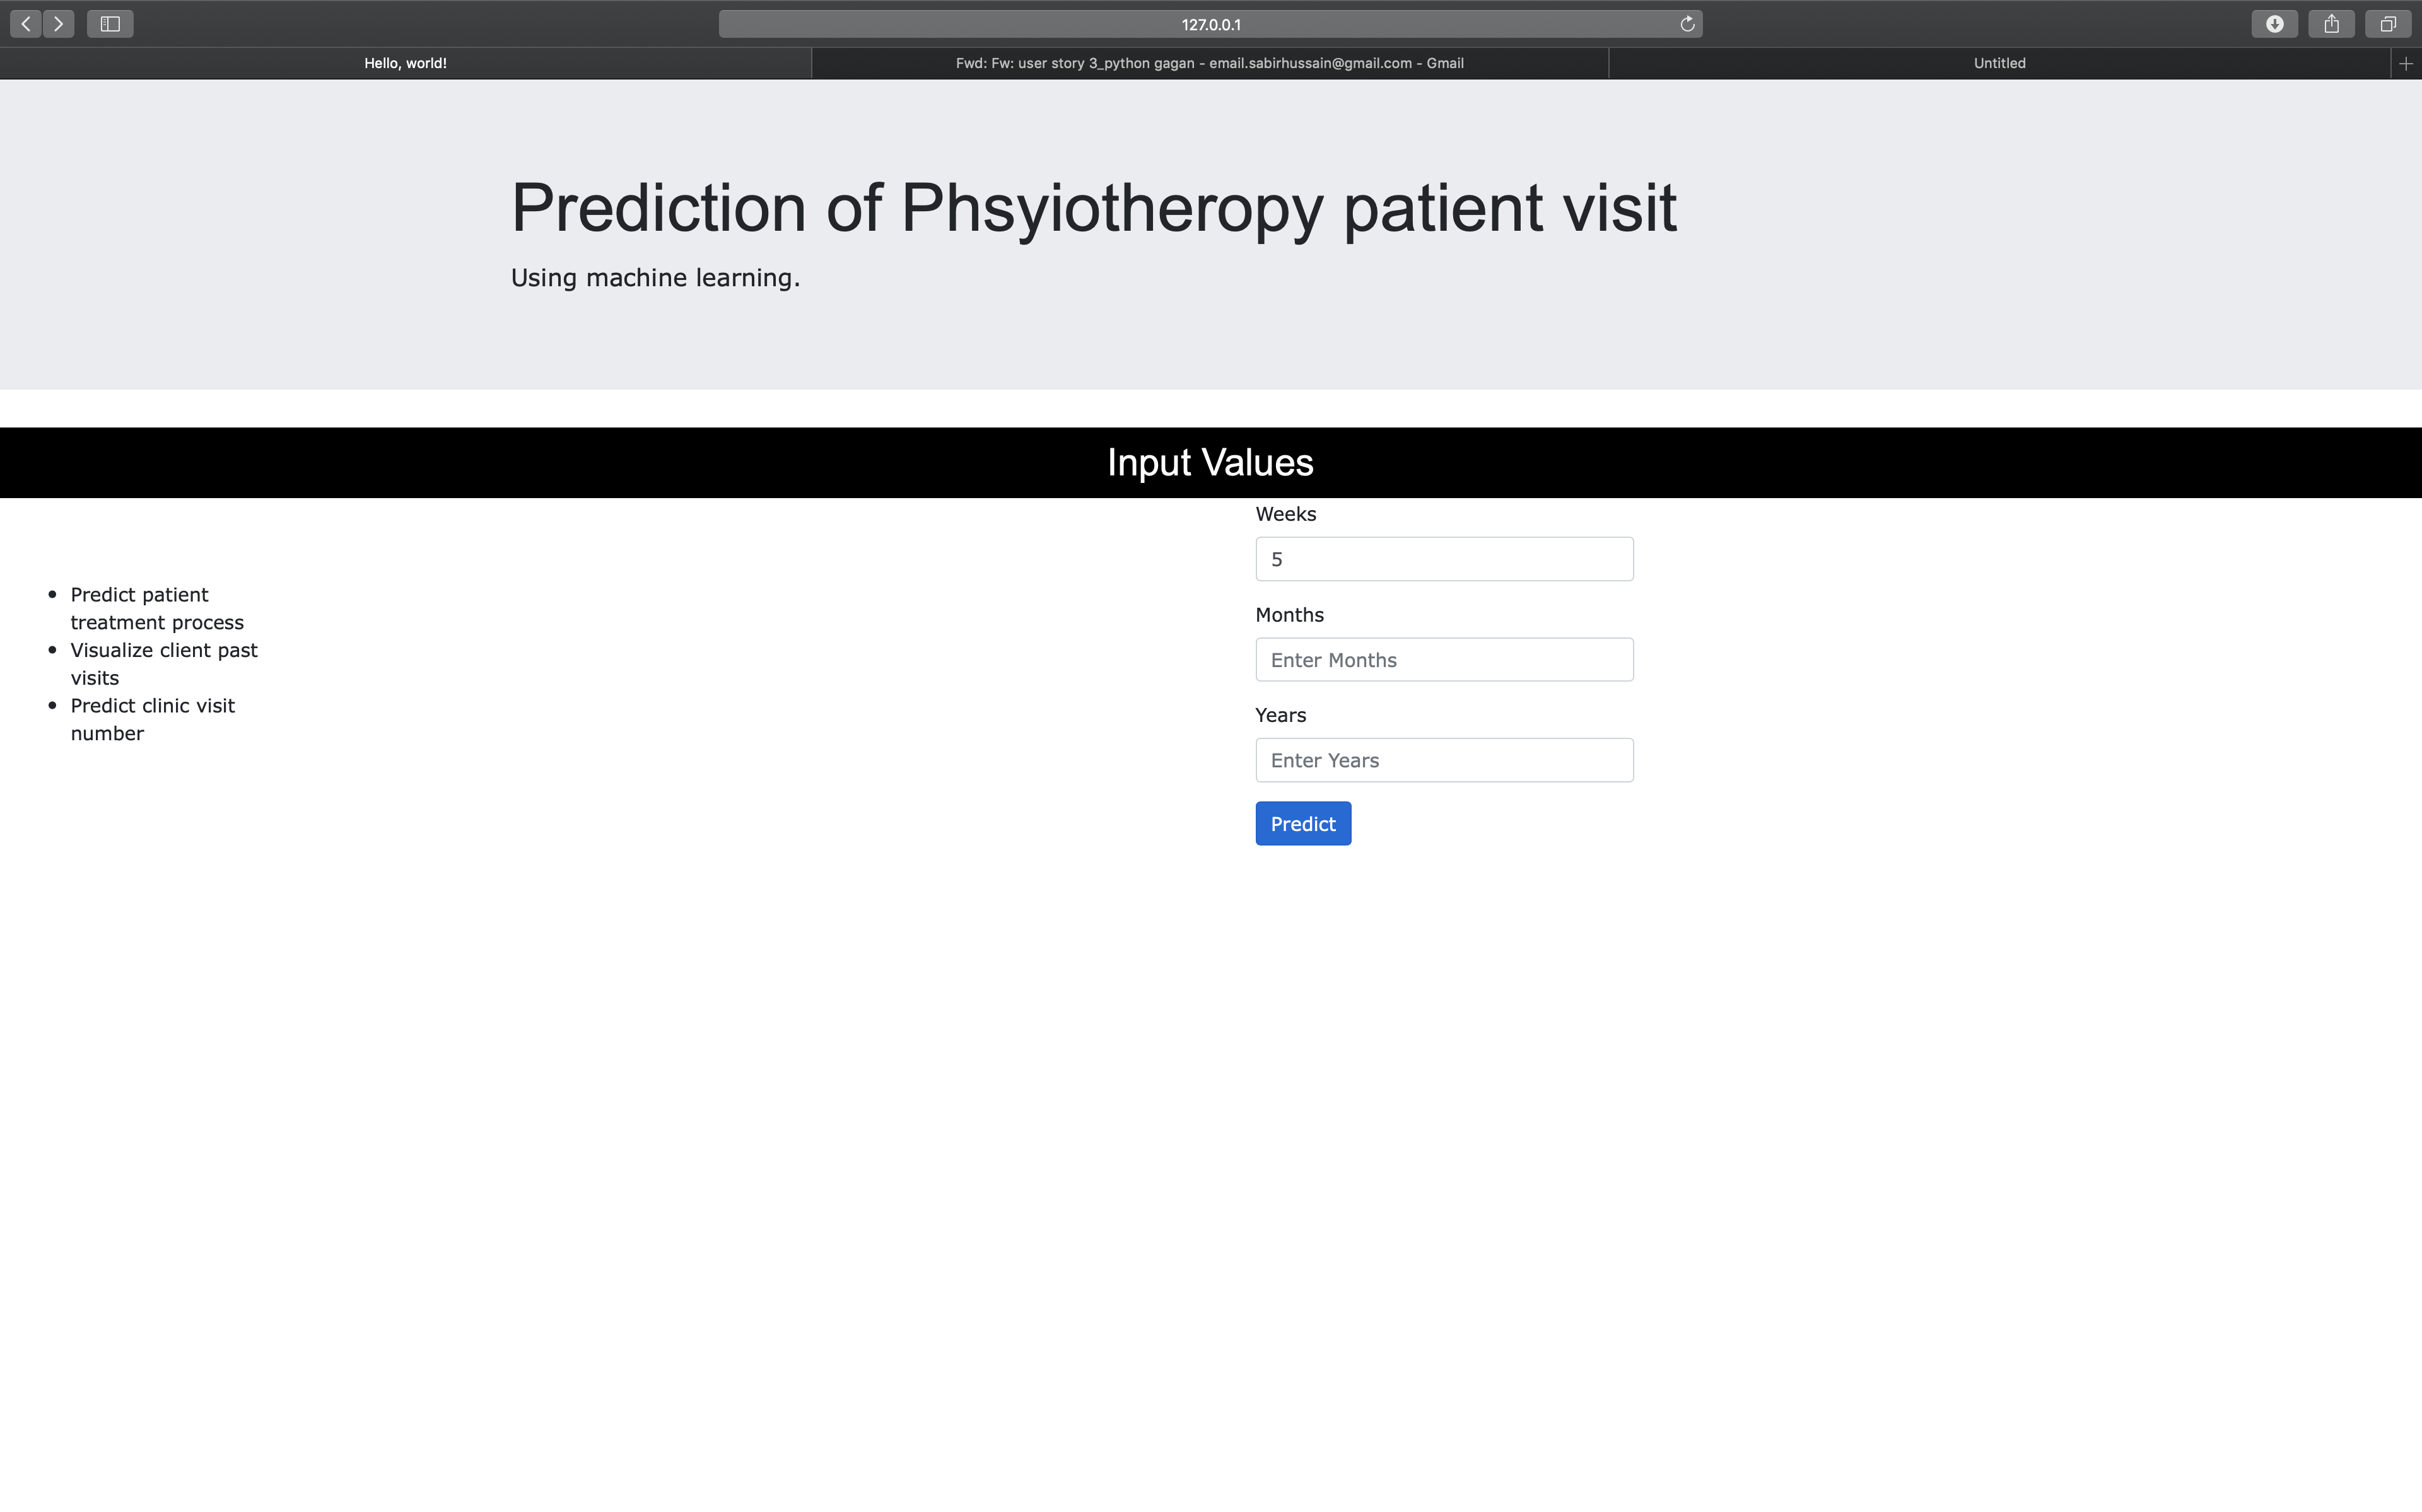 127.0.0.1
Hello, world!
Fwd: Fw: user story 3_python gagan - email.sabirhussain@gmail.com - Gmail
Untitled
Prediction of Phsyiotheropy patient visit
Using machine learning.
Input Values
• Predict patient
treatment process
• Visualize client past
visits
• Predict clinic visit
number
Weeks
5
Months
Enter Months
Years
Enter Years
Predict